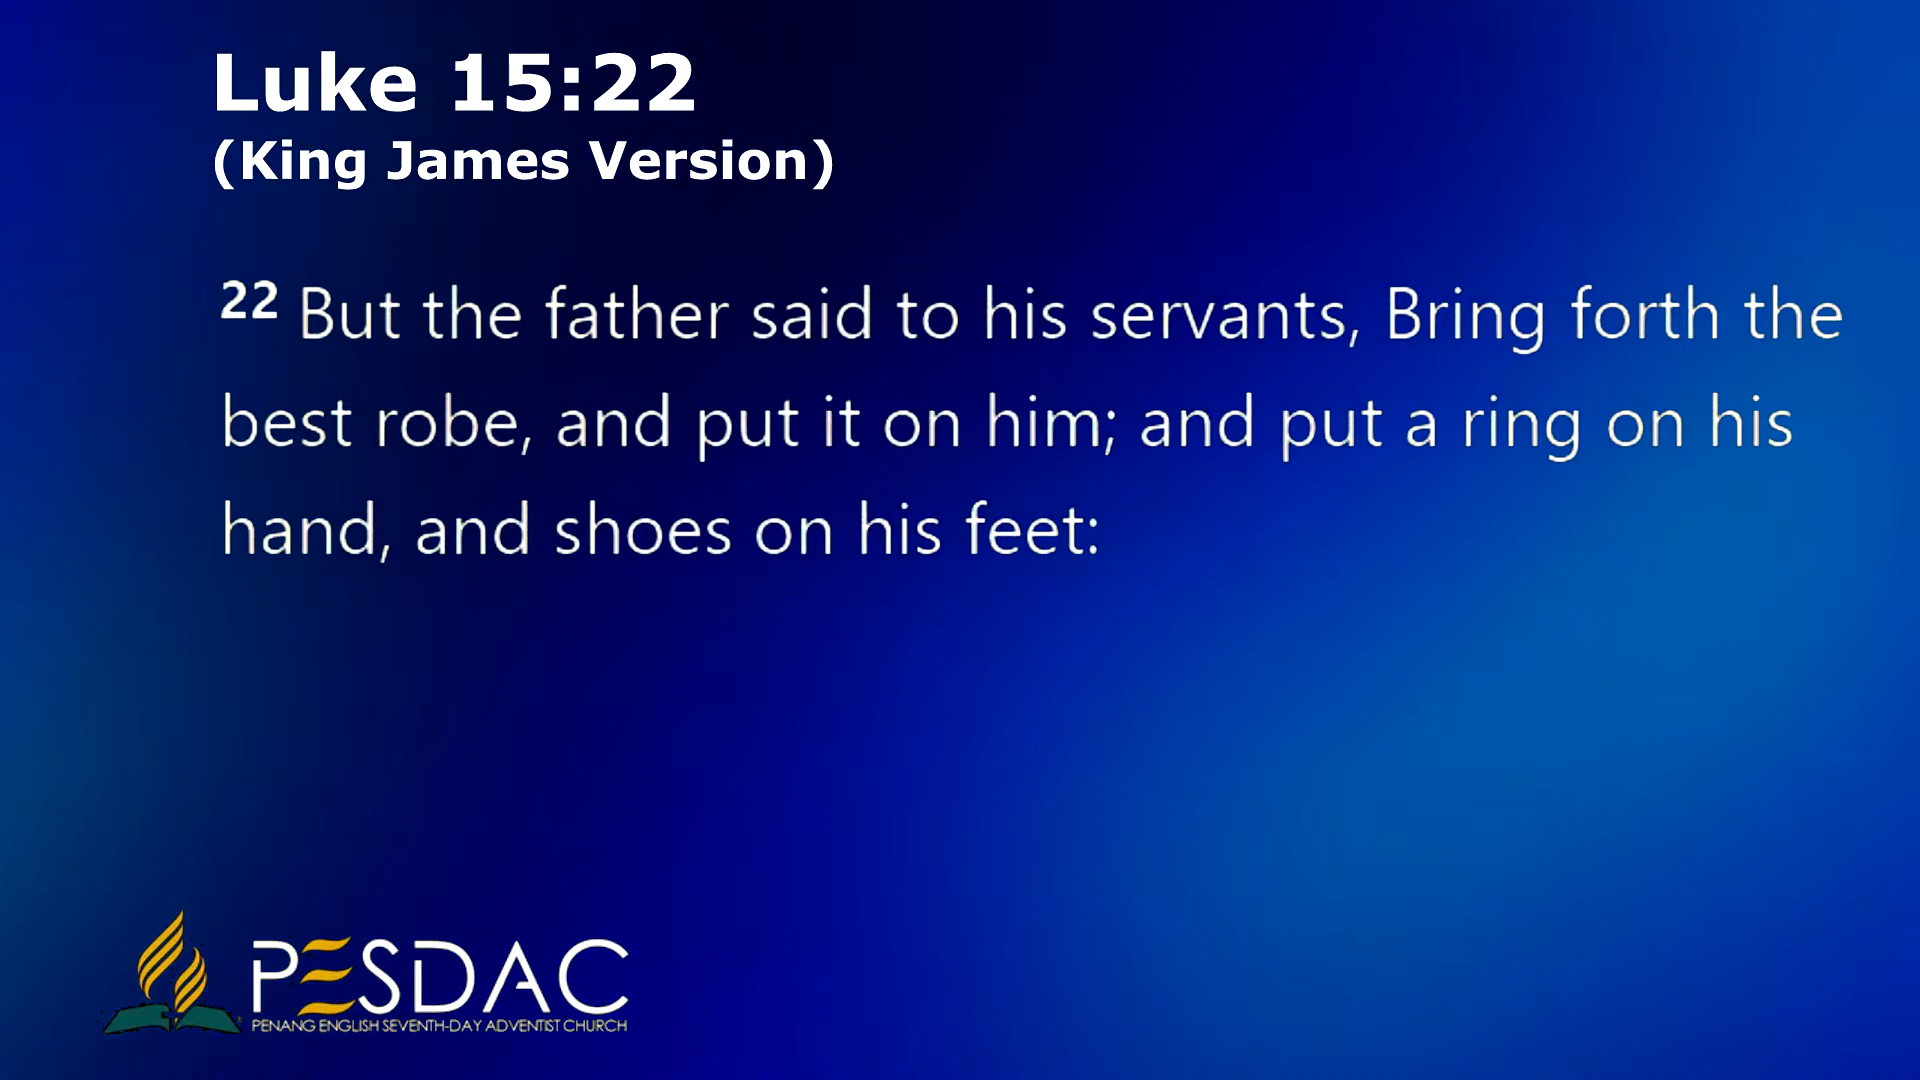 Luke 15:22
(King James Version)
22 But the father said to his servants, Bring forth the
best robe, and put it on him; and put a ring on his
hand, and shoes on his feet:
PESDAC
PENANG ENGLISH SEVENTH-DAY ADVENTIST CHURCH